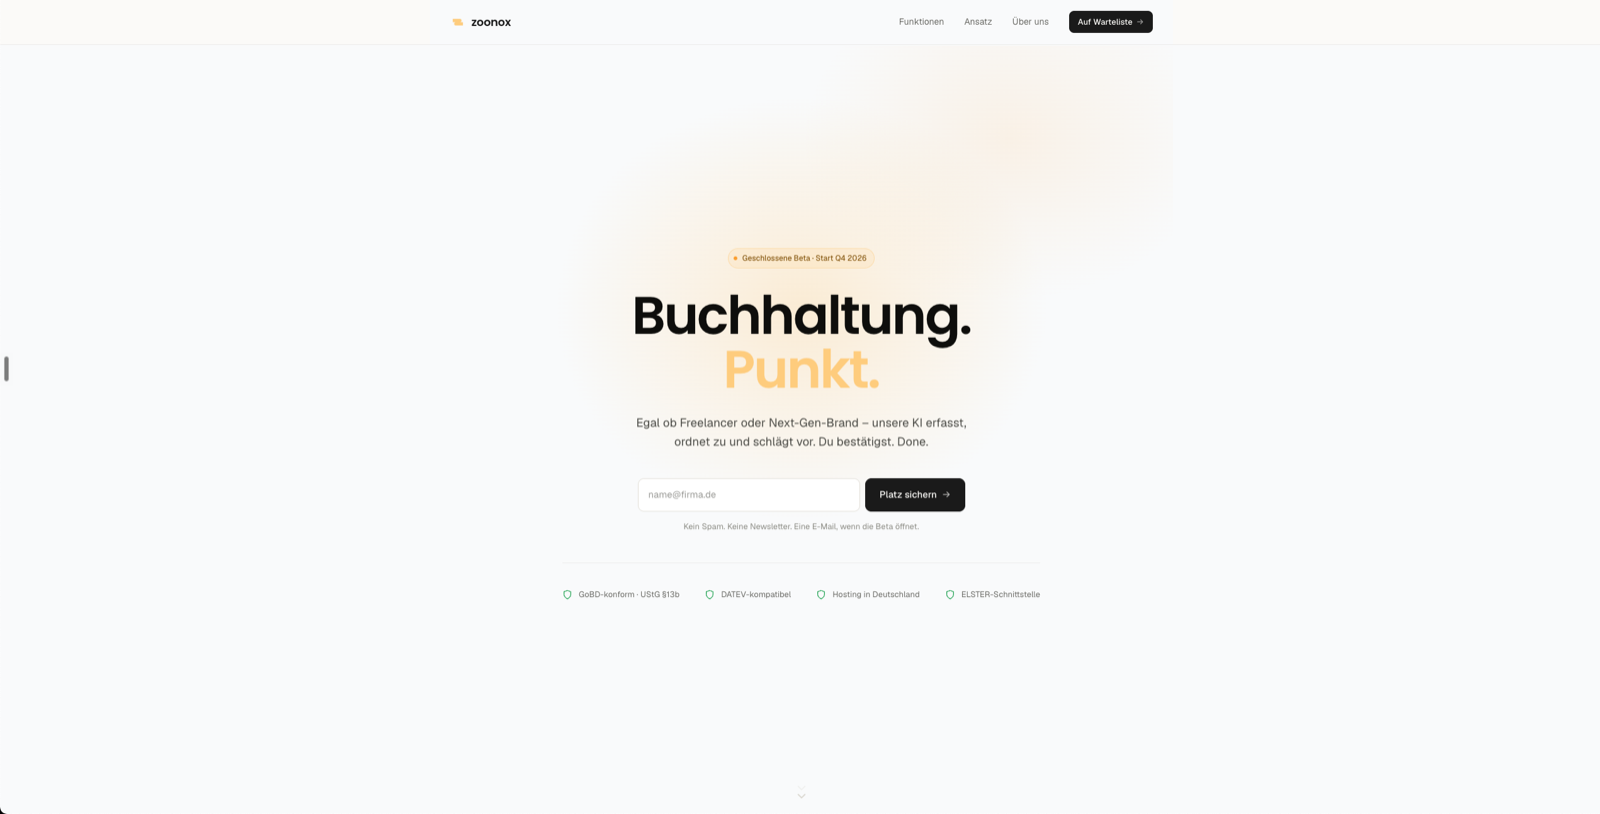 zoonox
Funktionen
Ansatz
Über uns
Auf Warteliste →
Geschlossene Beta · Start Q4 2026
Buchhaltung.
Punkt.
Egal ob Freelancer oder Next-Gen-Brand – unsere KI erfasst,
ordnet zu und schlägt vor. Du bestätigst. Done.
name@firma.de
Platz sichern →
Kein Spam. Keine Newsletter. Eine E-Mail, wenn die Beta öffnet.
GoBD-konform · UStG §13b
DATEV-kompatibel
Hosting in Deutschland
ELSTER-Schnittstelle